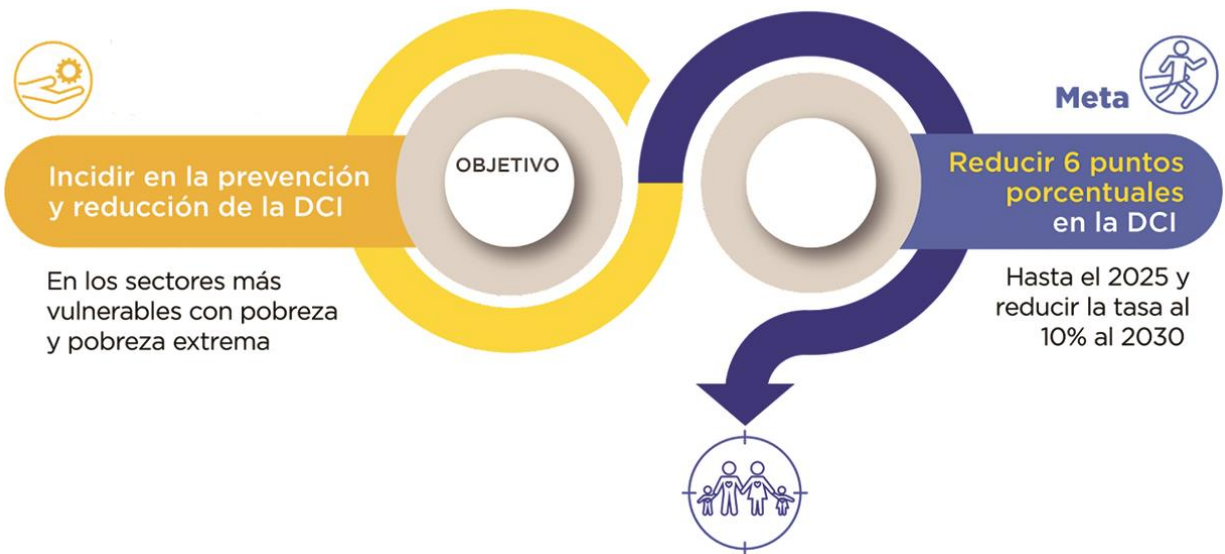 OBJETIVO
Incidir en la prevención
y reducción de la DCI
En los sectores más
vulnerables con pobreza
y pobreza extrema
Meta
Reducir 6 puntos
porcentuales
en la DCI
Hasta el 2025 y
reducir la tasa al
10% al 2030